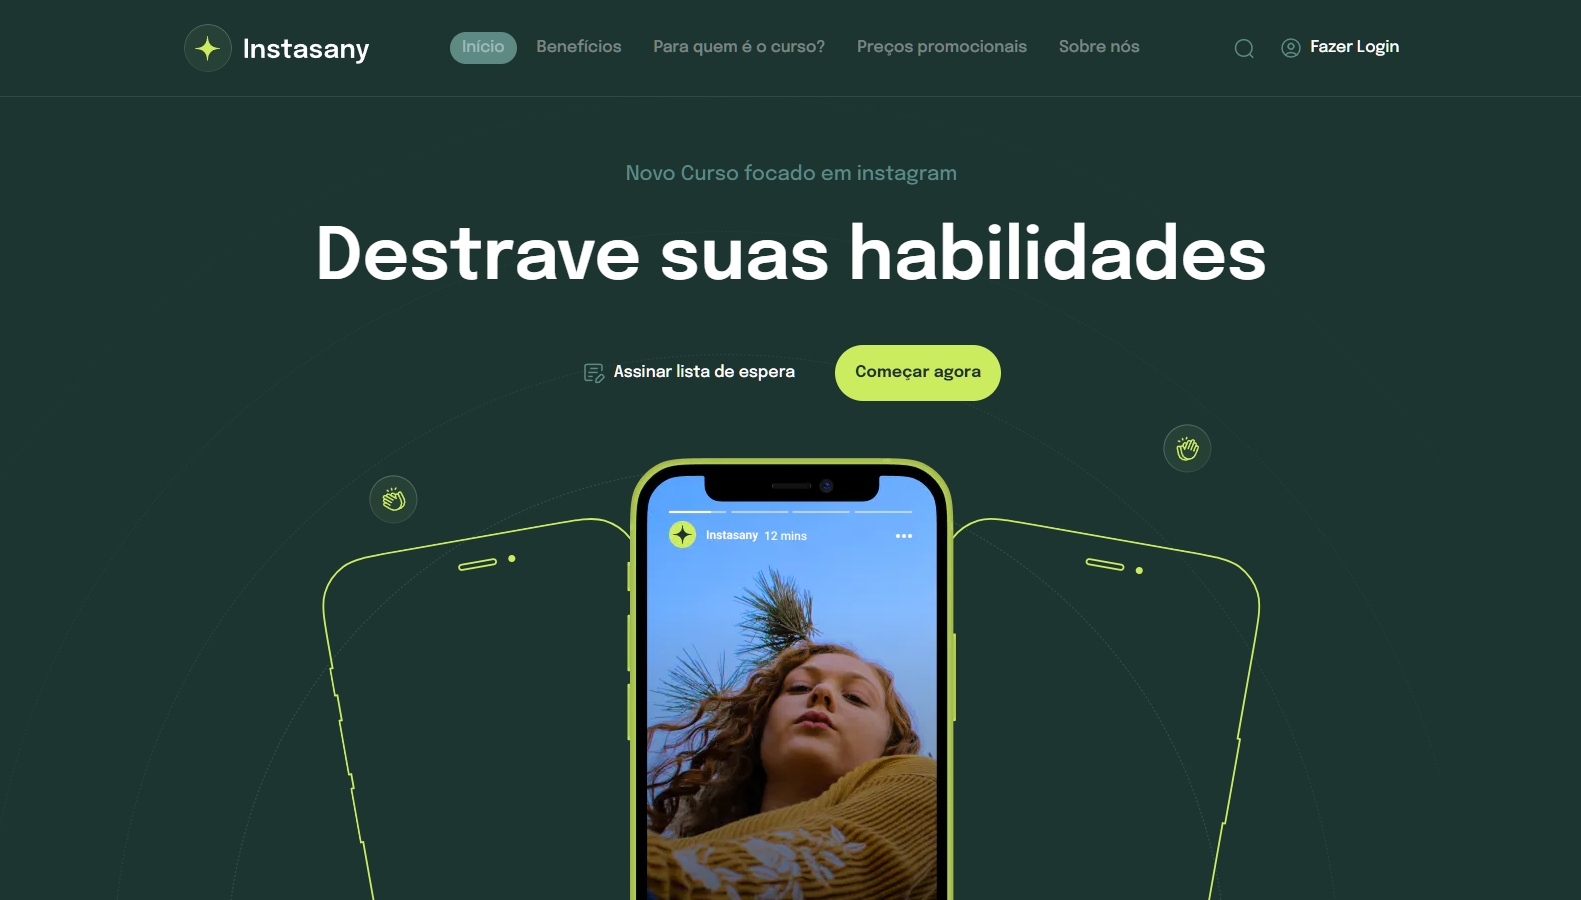 Instasany
Início
Benefícios
Para quem é o curso?
Preços promocionais
Sobre nós
Fazer Login
Novo Curso focado em instagram
Destrave suas habilidades
Assinar lista de espera
Começar agora
Instasany 12 mins